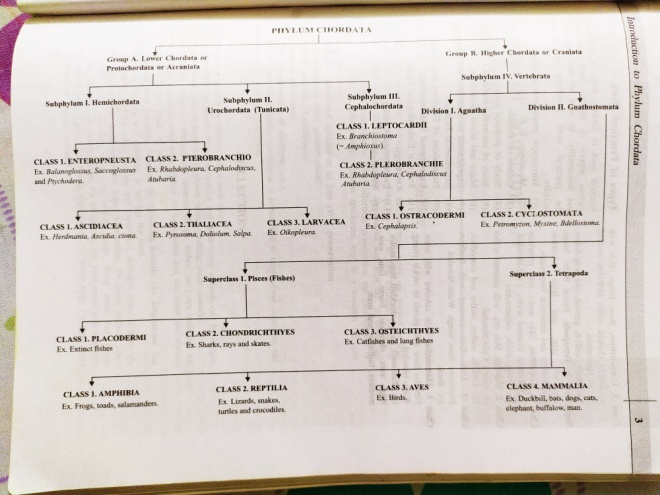 PHYLUM CHORDATA
Group A. Lower Chordata or
Protochordata or Acraniata
Group B. Higher Chordata or Craniata
Subphylum IV. Vertebrata
Subphylum I. Hemichordata
Subphylum II.
Urochordata (Tunicata)
Subphylum III.
Cephalochordata
Division I. Agnatha
Division II. Gnathostomata
CLASS 1. ENTEROPNEUSTA
Ex. Balanoglossus, Saccoglossus
and Ptychodera.
CLASS 2. PTEROBRANCHIO
Ex. Rhabdopleura, Cephalodiscus,
Atubaria.
CLASS 1. LEPTOCARDII
Ex. Branchiostoma
(= Amphioxus).
CLASS 2. PLEROBRANCHIE
Ex. Rhabdopleura, Cephalodiscus
Atubaria.
CLASS 1. ASCIDIACEA
Ex. Herdmania, Ascidia, ciona.
CLASS 2. THALIACEA
Ex. Pyrosoma, Doliolum, Salpa.
CLASS 3. LARVACEA
Ex. Oikopleura.
CLASS 1. OSTRACODERMI
Ex. Cephalapsis.
CLASS 2. CYCLOSTOMATA
Ex. Petromyzon, Myxine, Bdellostoma.
Superclass 1. Pisces (Fishes)
Superclass 2. Tetrapoda
CLASS 1. PLACODERMI
Ex. Extinct fishes
CLASS 2. CHONDRICHTHYES
Ex. Sharks, rays and skates.
CLASS 3. OSTEICHTHYES
Ex. Catfishes and lung fishes
CLASS 1. AMPHIBIA
Ex. Frogs, toads, salamanders.
CLASS 2. REPTILIA
Ex. Lizards, snakes,
turtles and crocodiles.
CLASS 3. AVES
Ex. Birds.
CLASS 4. MAMMALIA
Ex. Duckbill, bats, dogs, cats,
elephant, buffalow, man.
Introduction to Phylum Chordata
3